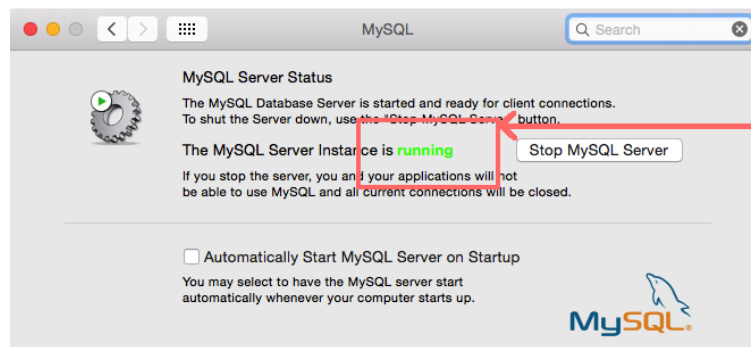 MySQL
Search
MySQL Server Status
The MySQL Database Server is started and ready for client connections.
To shut the Server down, use the "Stop MySQL Server" button.
The MySQL Server Instance is running
Stop MySQL Server
If you stop the server, you and your applications will not
be able to use MySQL and all current connections will be closed.
Automatically Start MySQL Server on Startup
You may select to have the MySQL server start
automatically whenever your computer starts up.
MySQL®